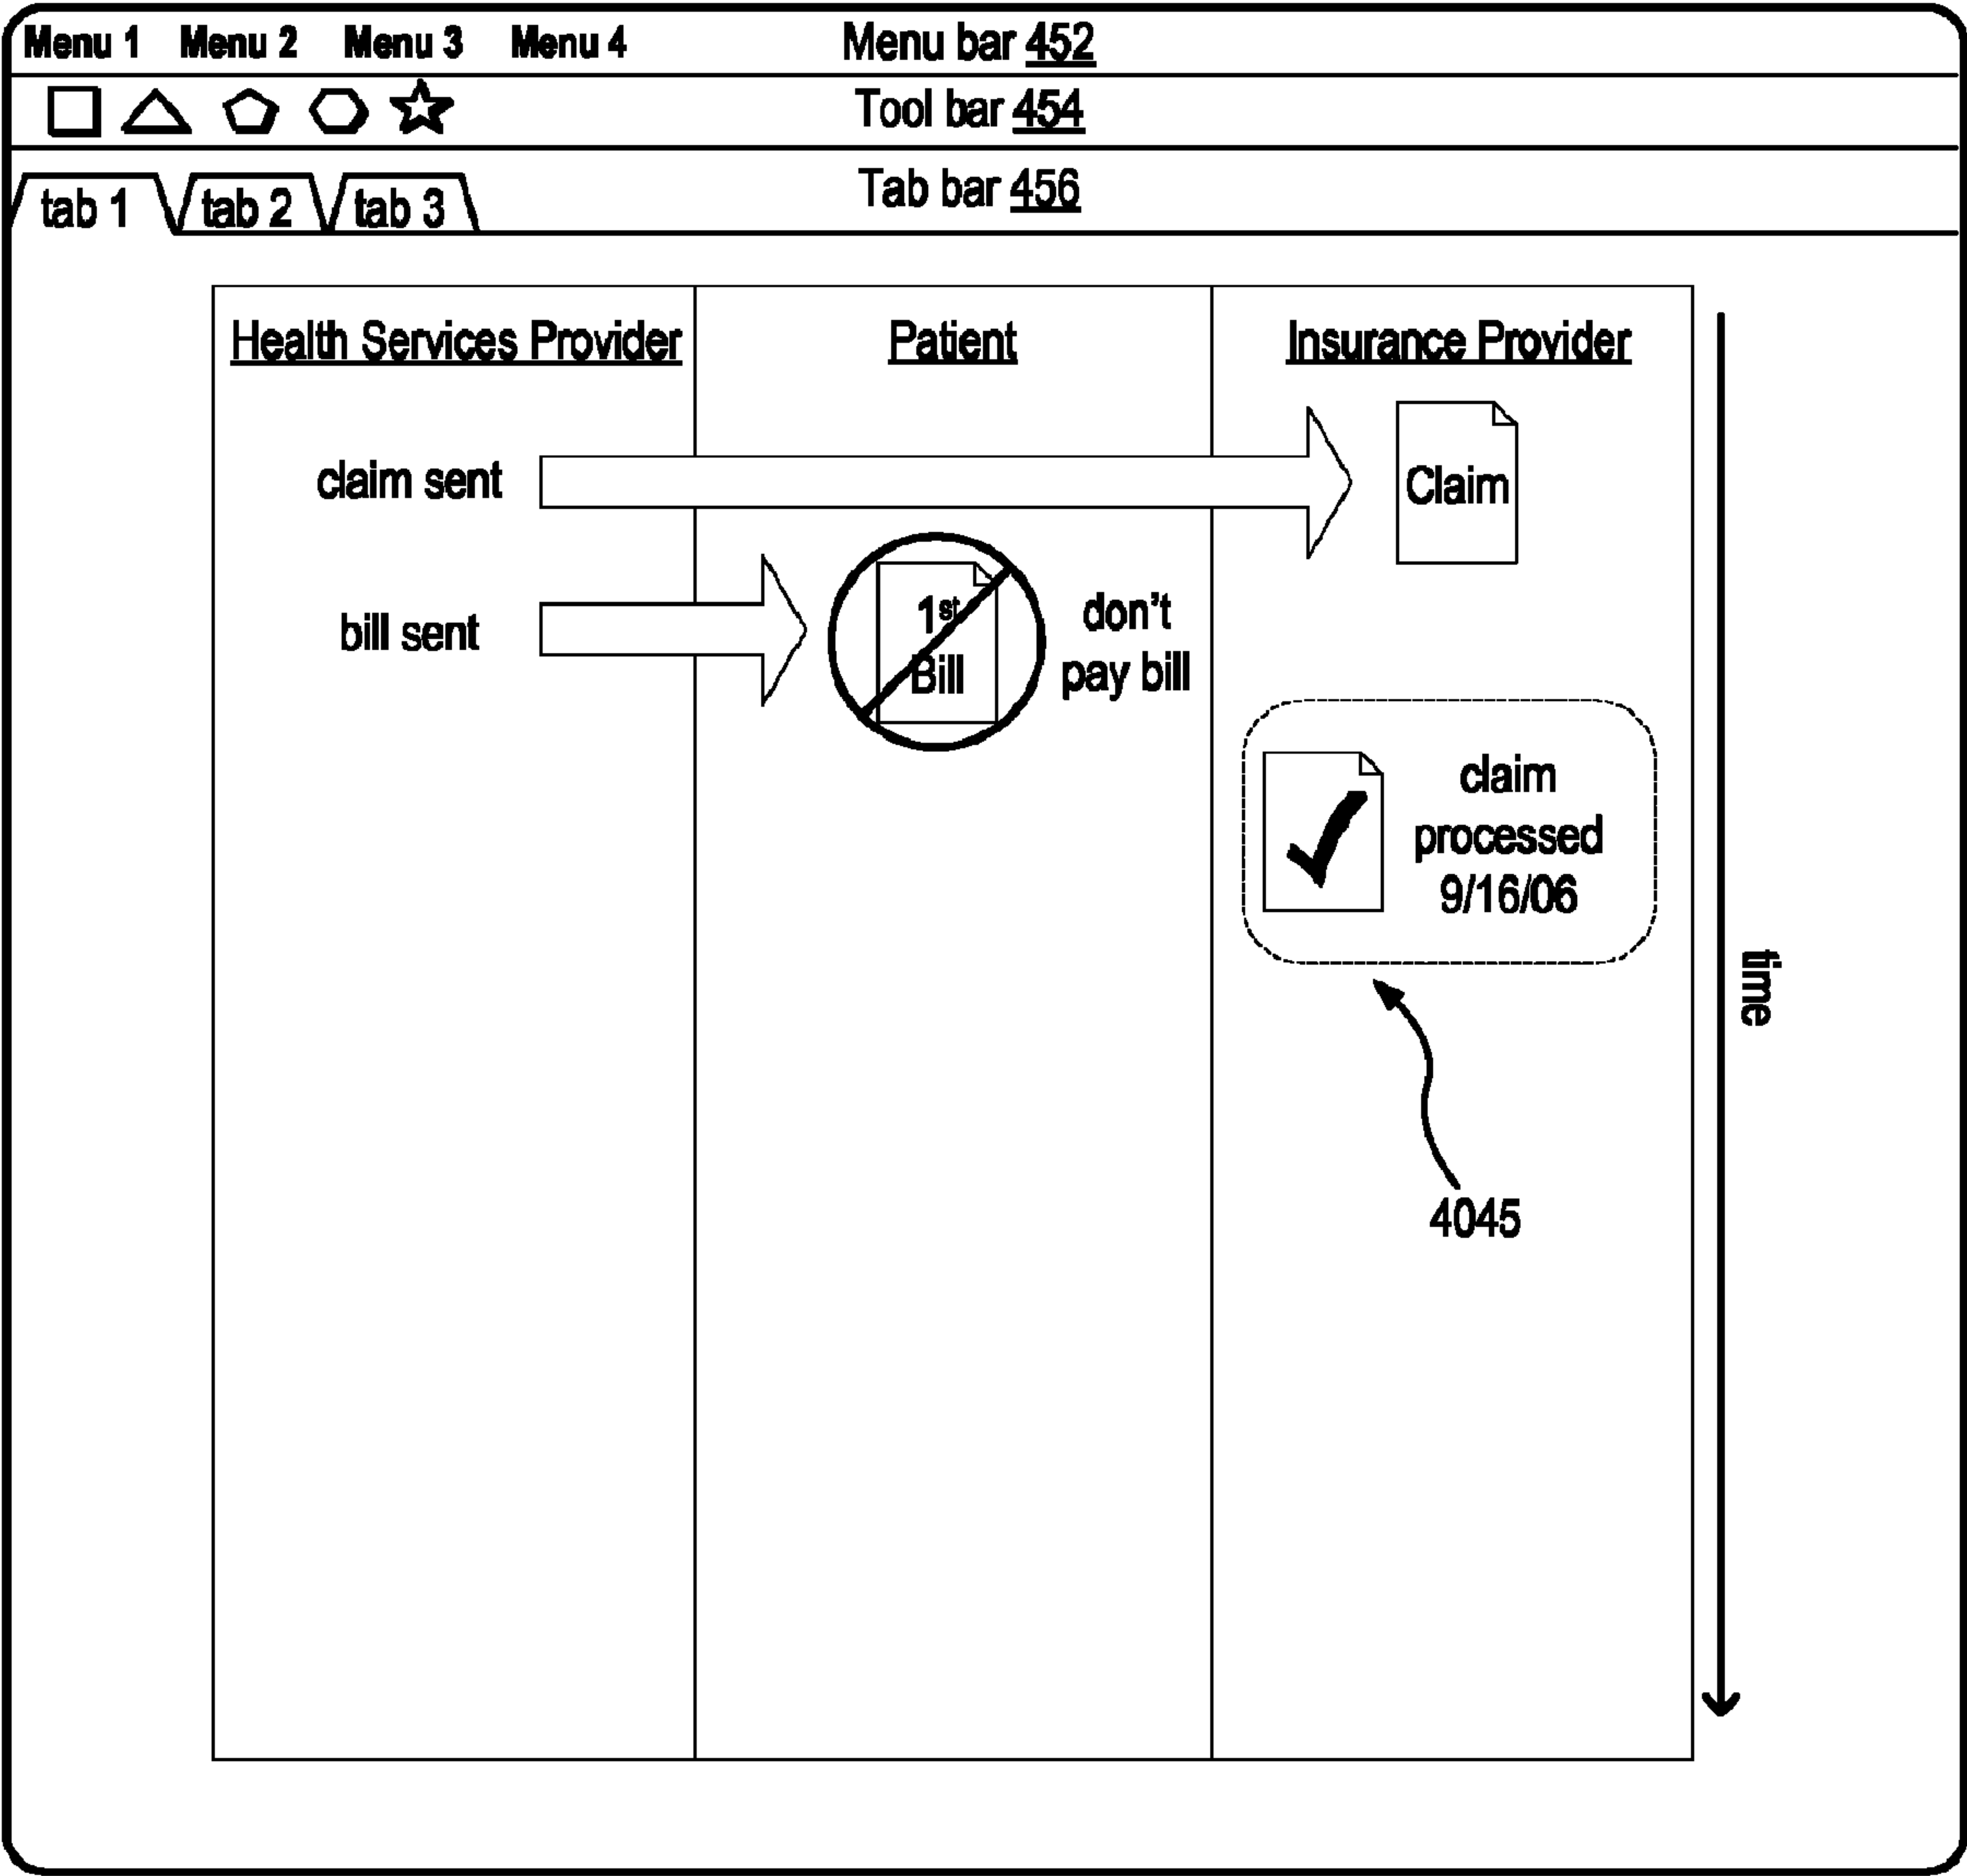 Menu 1 Menu 2 Menu 3 Menu 4 Menu bar 452
Tool bar 454
tab 1 tab 2 tab 3 Tab bar 456
Health Services Provider Patient Insurance Provider
claim sent
Claim
bill sent
1st
Bill
don't
pay bill
claim
processed
9/16/06
time
4045